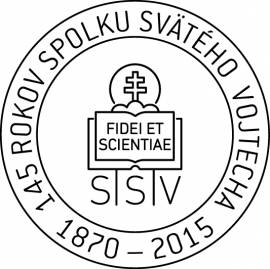 145 ROKOV SPOLKU SVÄTÉHO VOJTECHA
FIDEI ET
SCIENTIAE
SSV
1870 – 2015